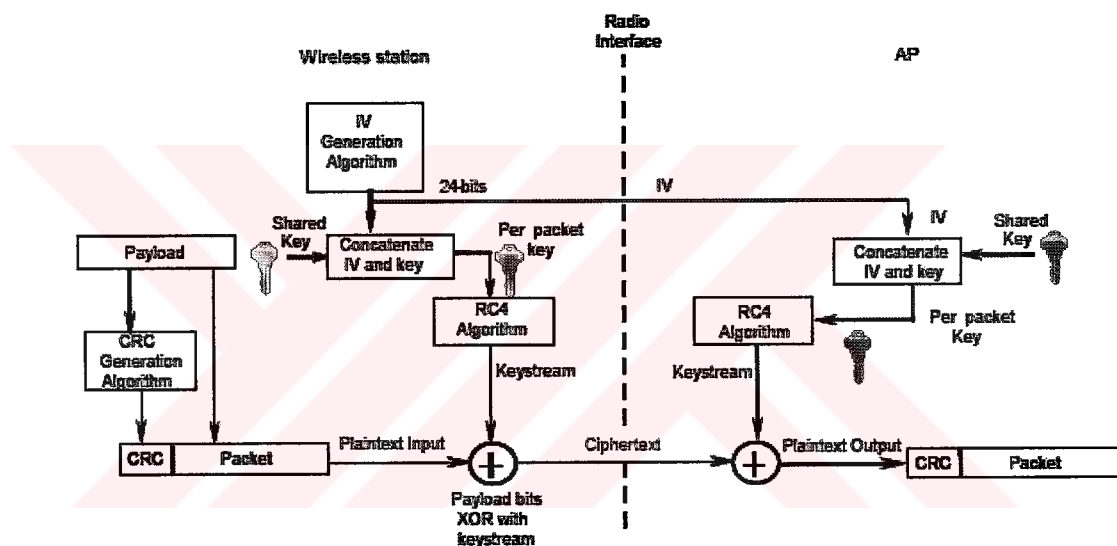 Radio
Interface
Wireless station
AP
IV
Generation
Algorithm
24-bits
IV
IV
Shared
Key
Concatenate
IV and key
Per packet
key
Shared
Key
Concatenate
IV and key
Payload
RC4
Algorithm
RC4
Algorithm
Per packet
Key
CRC
Generation
Algorithm
Keystream
Keystream
CRC
Packet
Plaintext Input
Ciphertext
Plaintext Output
CRC
Packet
Payload bits
XOR with
keystream